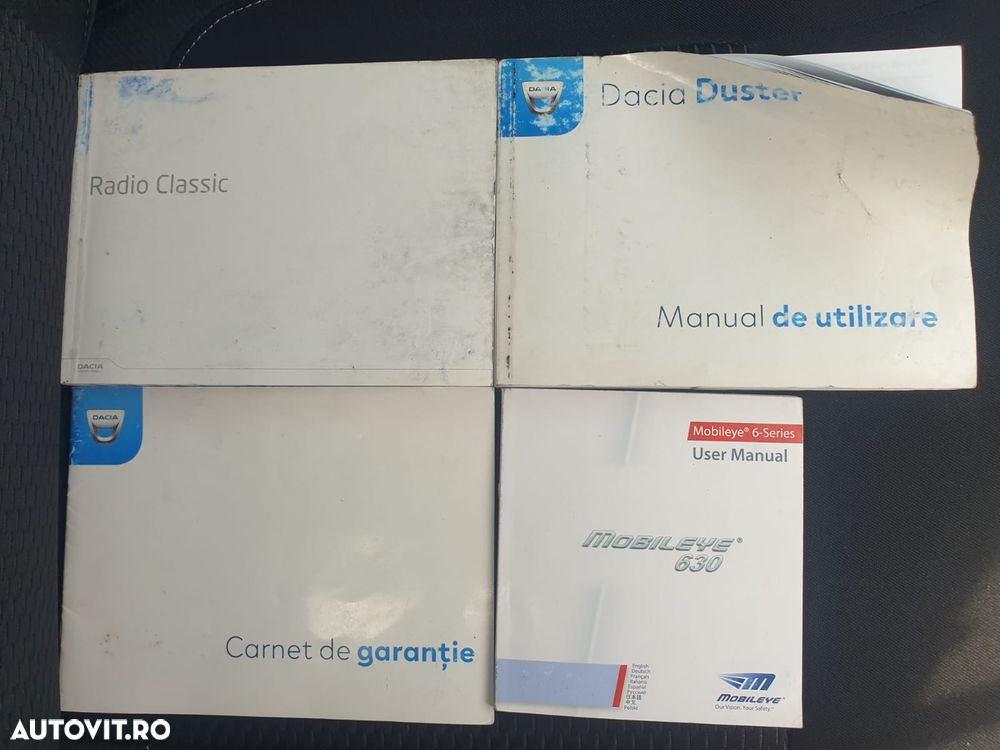 Radio Classic
DACIA
DACIA
Dacia Duster
Manual de utilizare
DACIA
Carnet de garanție
Mobileye® 6-Series
User Manual
MOBILEYE®
630
English
Deutsch
Français
Italiano
Español
Русский
日本語
中文
Polski
MOBILEYE®
Our Vision. Your Safety.™
AUTOVIT.RO